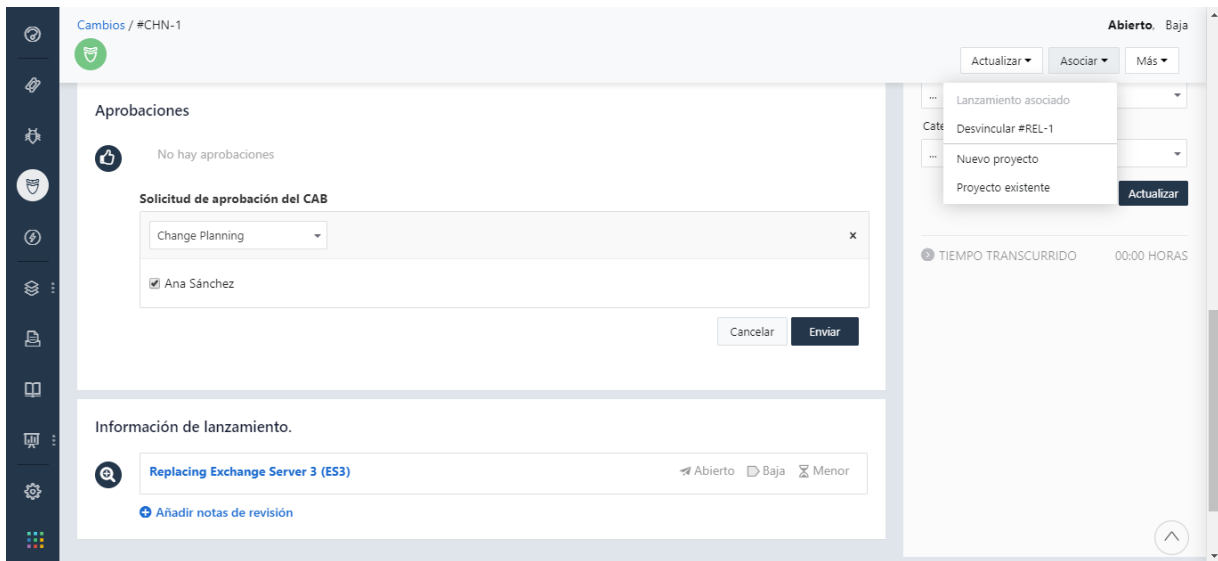 Cambios / #CHN-1
Abierto, Baja
Actualizar Asociar Más
Lanzamiento asociado
Desvincular #REL-1
Nuevo proyecto
Proyecto existente
...
Cate
...
Actualizar
TIEMPO TRANSCURRIDO 00:00 HORAS
Aprobaciones
No hay aprobaciones
Solicitud de aprobación del CAB
Change Planning x
Ana Sánchez
Cancelar Enviar
Información de lanzamiento.
Replacing Exchange Server 3 (ES3) Abierto Baja Menor
Añadir notas de revisión